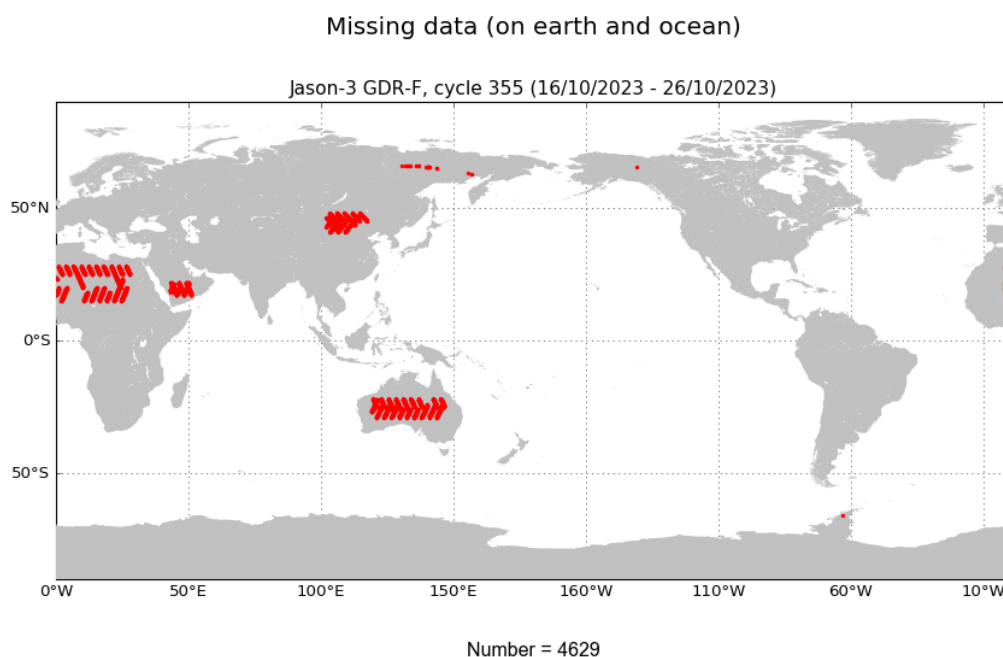 Missing data (on earth and ocean)
Jason-3 GDR-F, cycle 355 (16/10/2023 - 26/10/2023)
50°N
0°S
50°S
0°W 50°E 100°E 150°E 160°W 110°W 60°W 10°W
Number = 4629